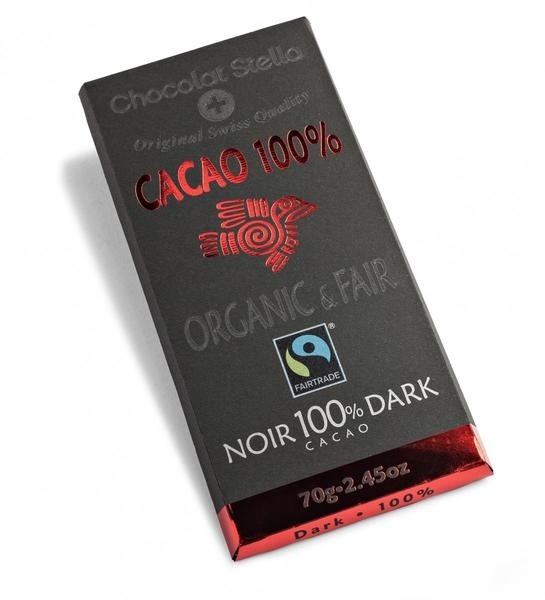 Chocolat Stella
Original Swiss Quality
CACAO 100%
ORGANIC & FAIR
®
FAIRTRADE
NOIR 100% DARK
CACAO
70g•2.45oz
Dark • 100%